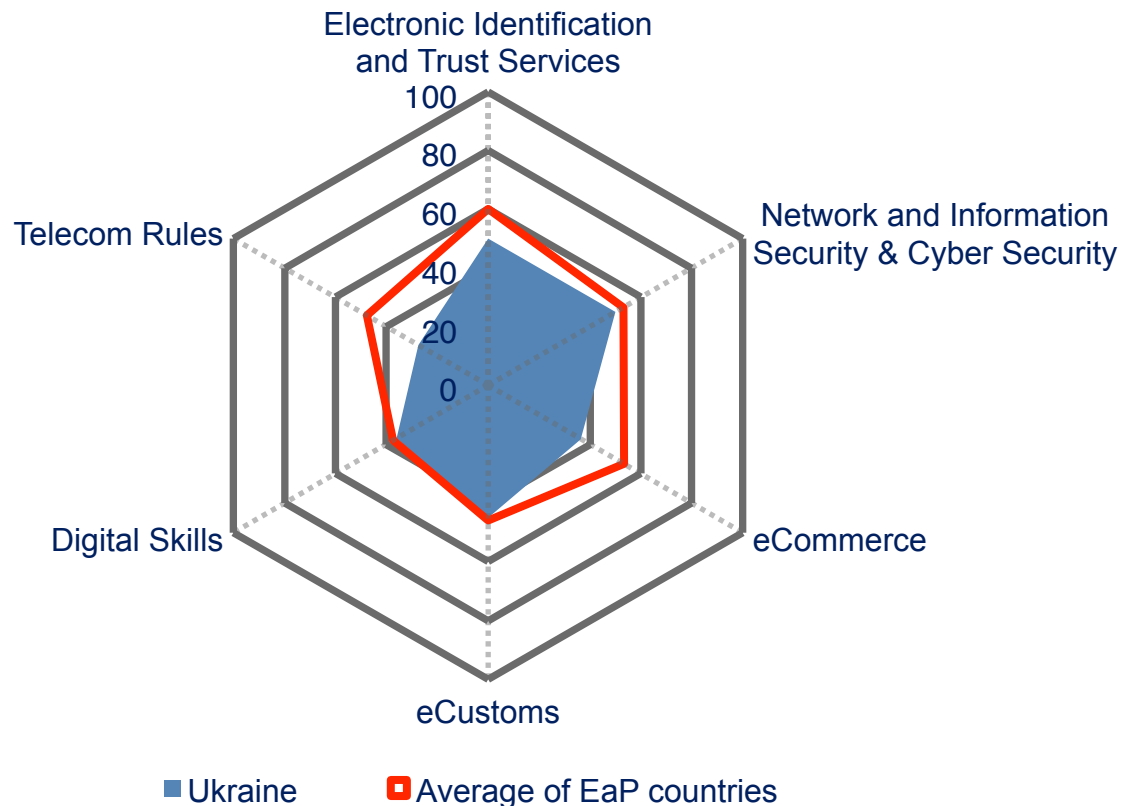 Electronic Identification
and Trust Services
100
80
60
40
20
0
Telecom Rules
Network and Information
Security & Cyber Security
Digital Skills
eCommerce
eCustoms
Ukraine
Average of EaP countries